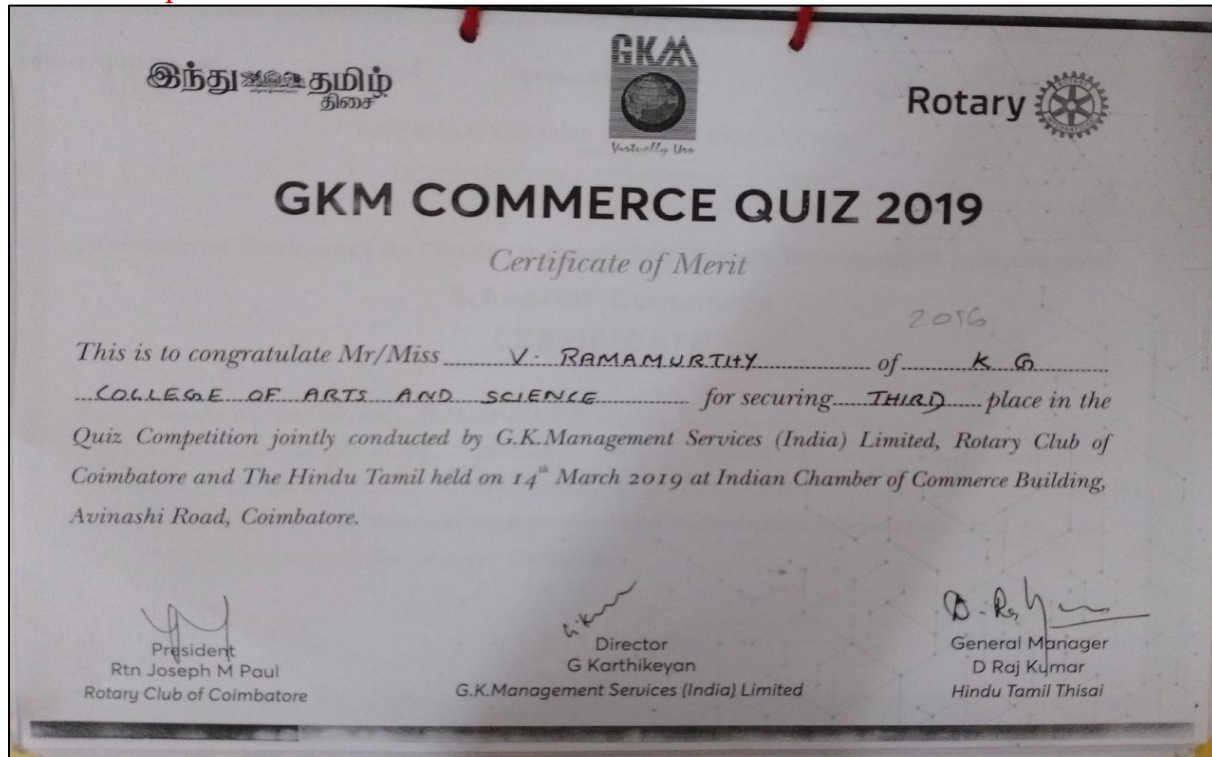 இந்து தமிழ்
திசை
GKM
Virtually Urs
Rotary
GKM COMMERCE QUIZ 2019
Certificate of Merit
2016
This is to congratulate Mr/Miss V. RAMAMURTHY of K G
COLLEGE OF ARTS AND SCIENCE for securing THIRD place in the
Quiz Competition jointly conducted by G.K.Management Services (India) Limited, Rotary Club of
Coimbatore and The Hindu Tamil held on 14th March 2019 at Indian Chamber of Commerce Building,
Avinashi Road, Coimbatore.
President
Rtn Joseph M Paul
Rotary Club of Coimbatore
Director
G Karthikeyan
G.K.Management Services (India) Limited
D. Raj
General Manager
D Raj Kumar
Hindu Tamil Thisai